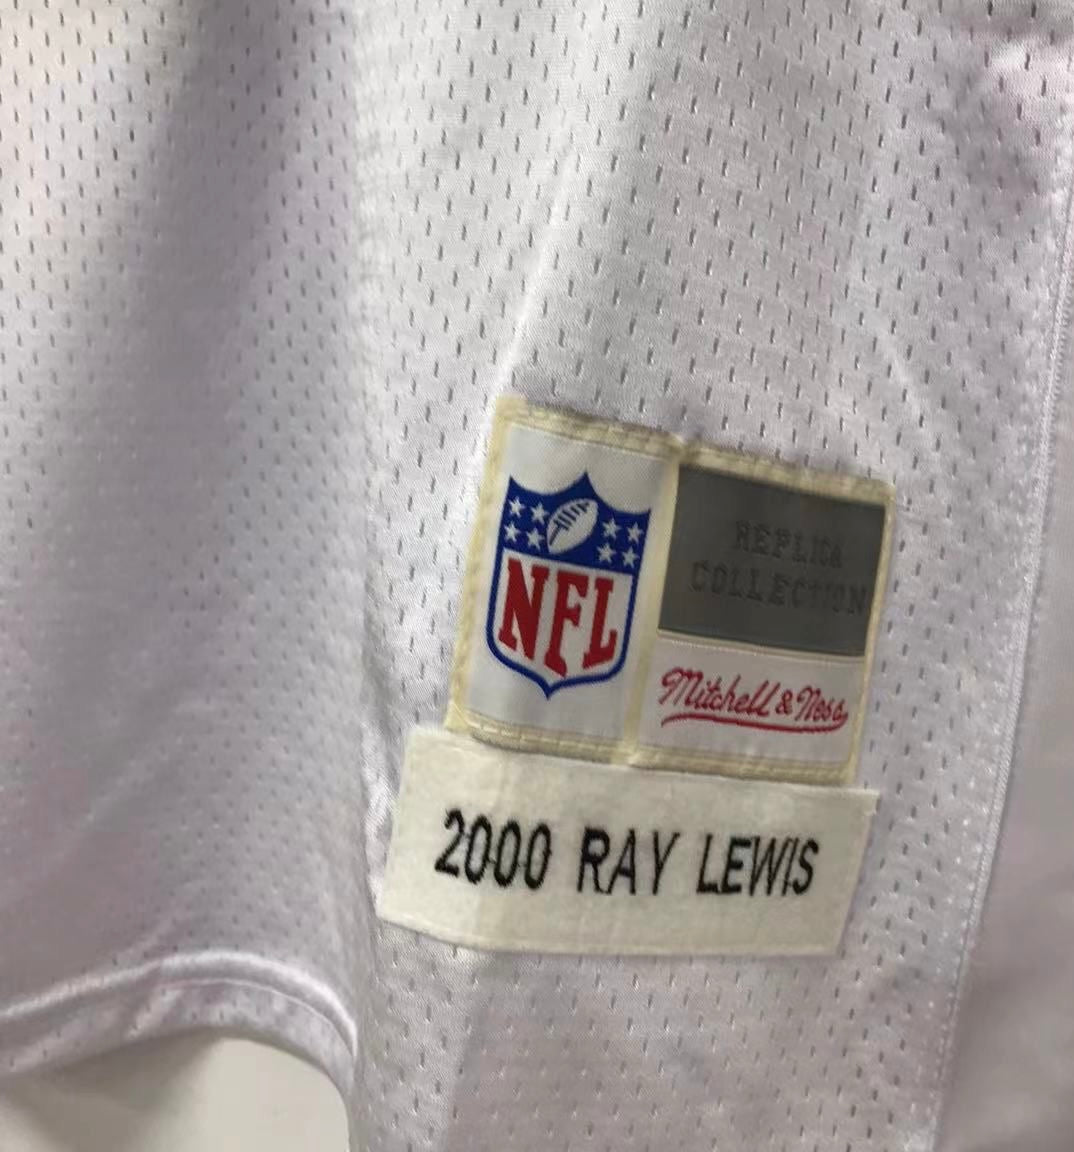 NFL
REPLICA
COLLECTION
Mitchell & Ness
2000 RAY LEWIS